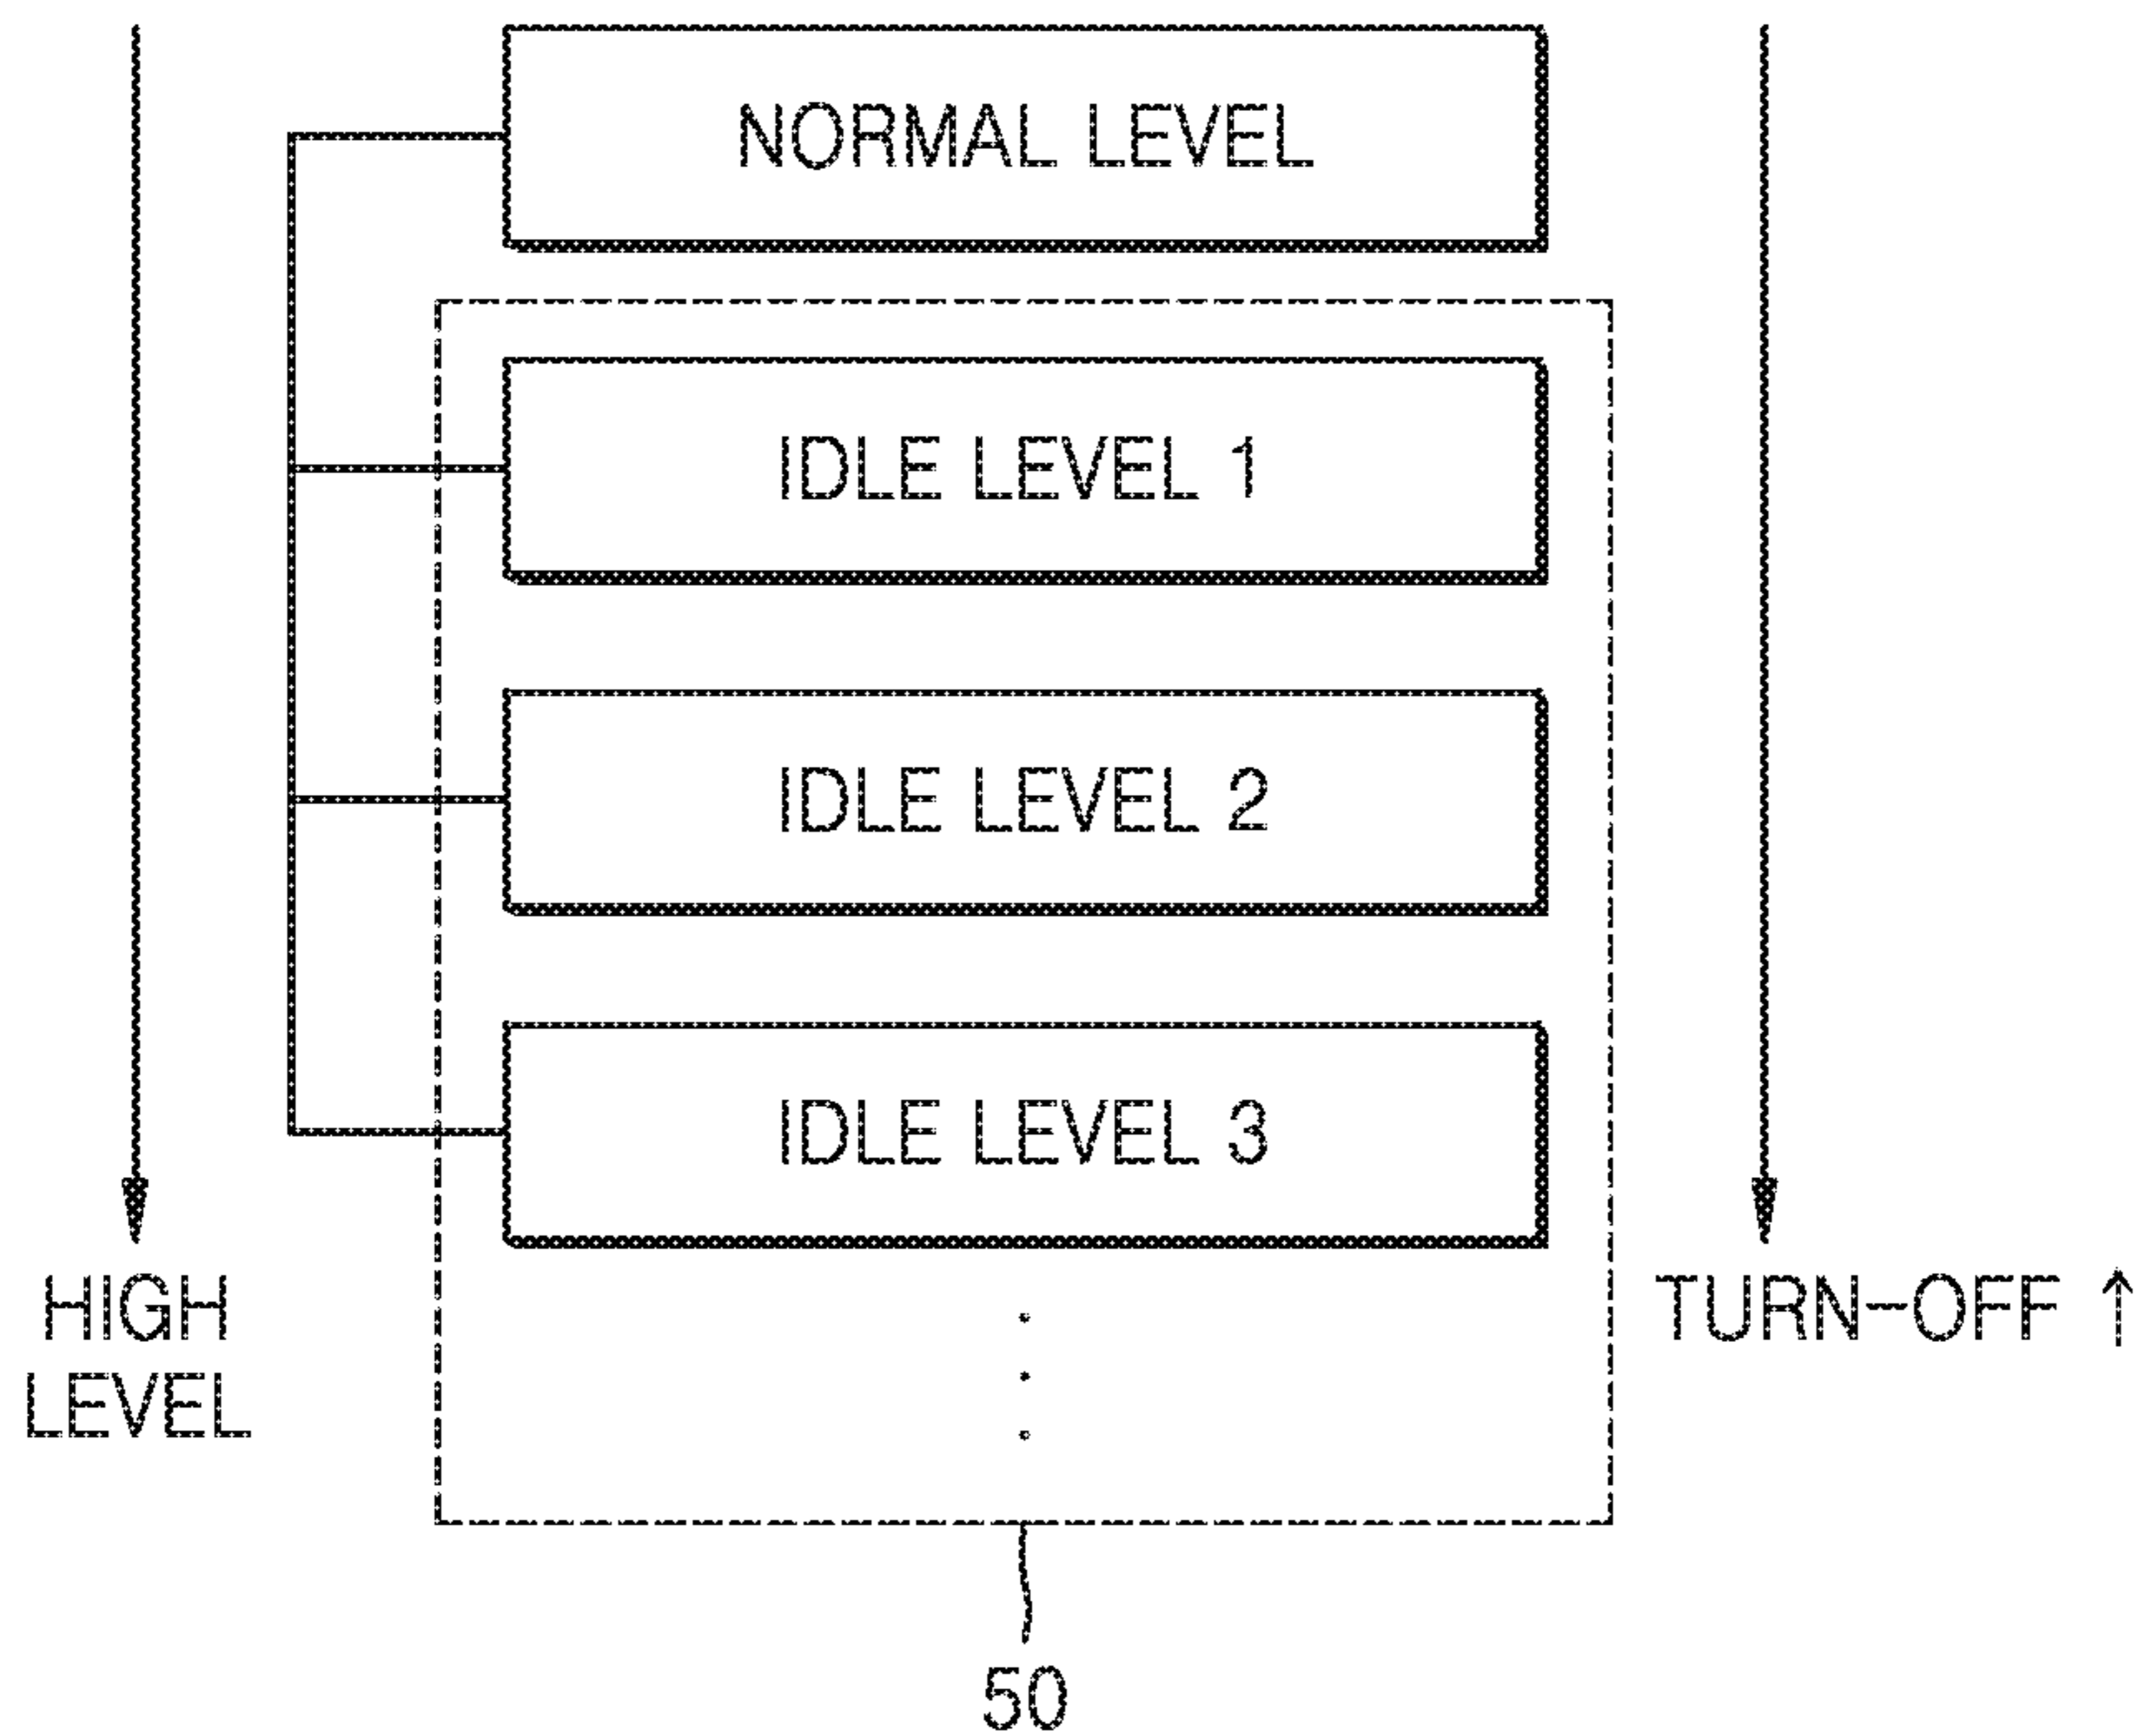 NORMAL LEVEL
IDLE LEVEL 1
IDLE LEVEL 2
IDLE LEVEL 3
HIGH
LEVEL
TURN-OFF ↑
50